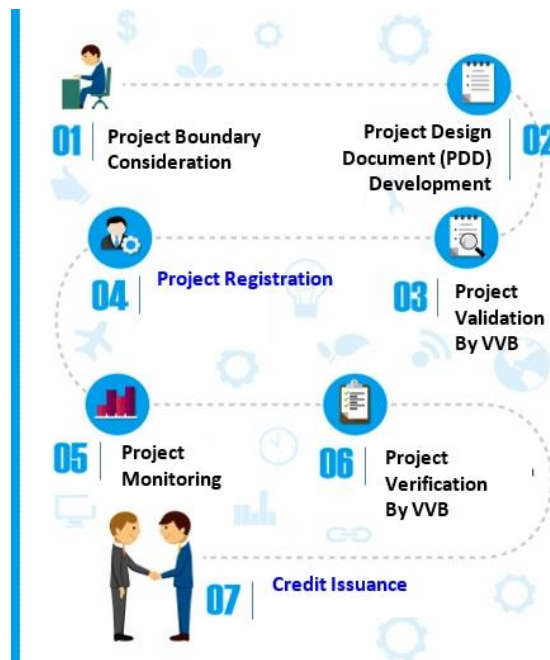 01
Project Boundary
Consideration
02
Project Design
Document (PDD)
Development
03
Project
Validation
By VVB
04
Project Registration
05
Project
Monitoring
06
Project
Verification
By VVB
07
Credit Issuance